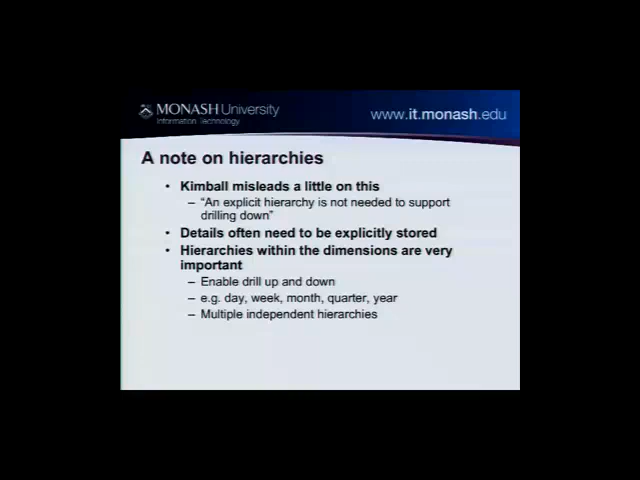 MONASH University
Information Technology
www.it.monash.edu
A note on hierarchies
• Kimball misleads a little on this
– “An explicit hierarchy is not needed to support
drilling down”
• Details often need to be explicitly stored
• Hierarchies within the dimensions are very
important
– Enable drill up and down
– e.g. day, week, month, quarter, year
– Multiple independent hierarchies